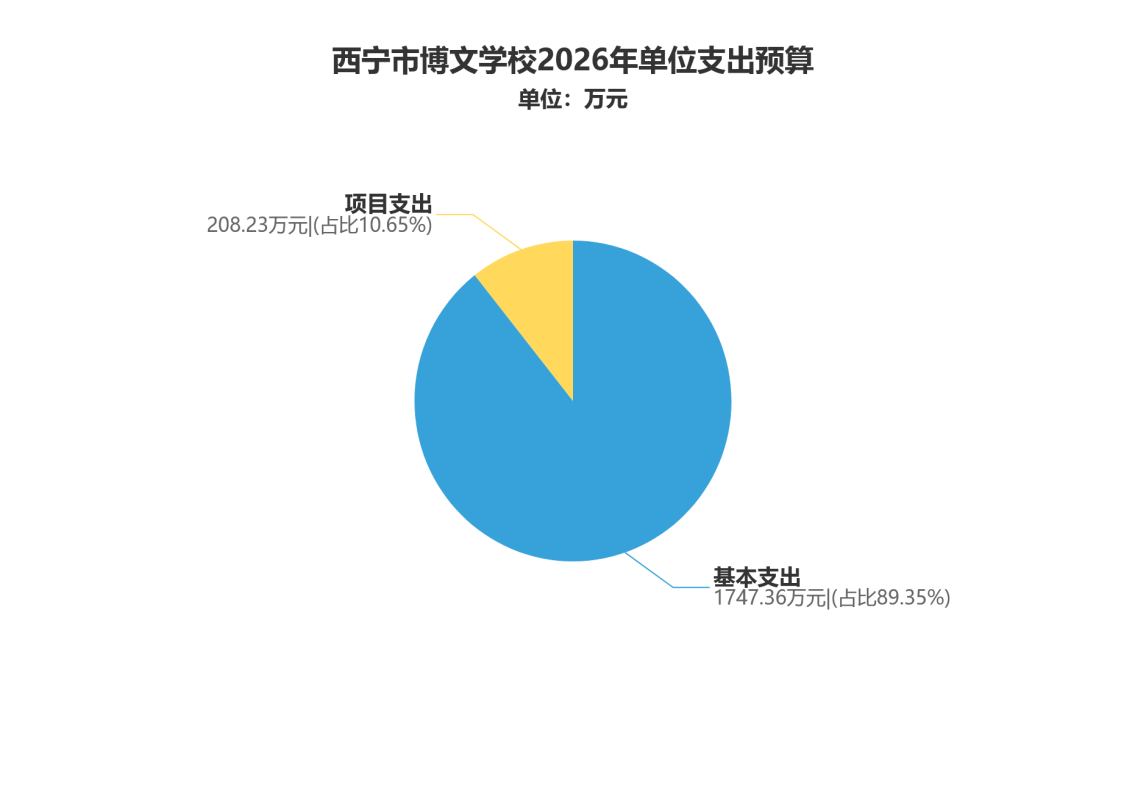 西宁市博文学校2026年单位支出预算
单位：万元
项目支出
208.23万元|(占比10.65%)
基本支出
1747.36万元|(占比89.35%)